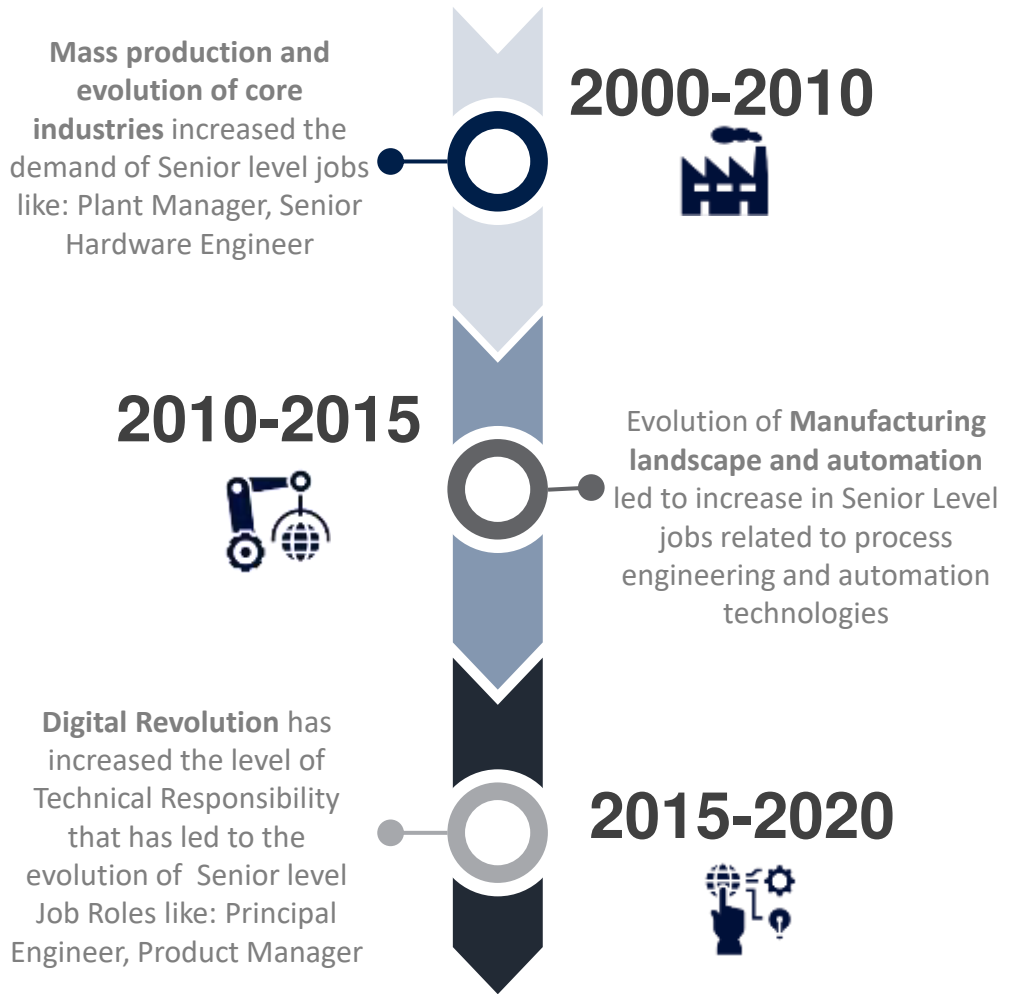 Mass production and
evolution of core
industries increased the
demand of Senior level jobs
like: Plant Manager, Senior
Hardware Engineer
2000-2010
2010-2015
Evolution of Manufacturing
landscape and automation
led to increase in Senior Level
jobs related to process
engineering and automation
technologies
Digital Revolution has
increased the level of
Technical Responsibility
that has led to the
evolution of  Senior level
Job Roles like: Principal
Engineer, Product Manager
2015-2020